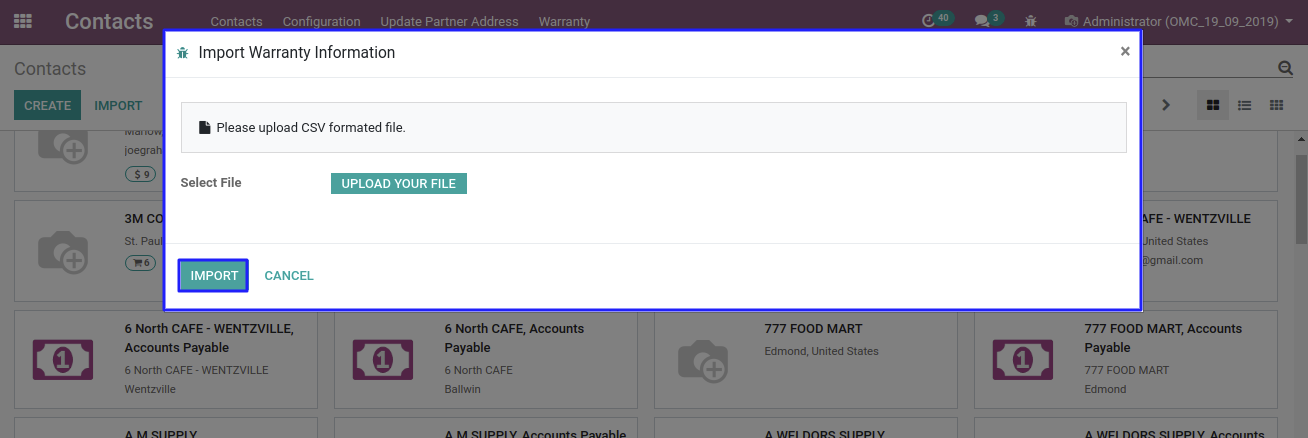 Contacts Contacts Configuration Update Partner Address Warranty 40 3 Administrator (OMC_19_09_2019)
Import Warranty Information ×
Contacts
CREATE IMPORT
Please upload CSV formated file.
Select File UPLOAD YOUR FILE
IMPORT CANCEL
Marlow,
joegrah
$ 9
3M CO
St. Paul
6
AFE - WENTZVILLE
United States
@gmail.com
6 North CAFE - WENTZVILLE,
Accounts Payable
6 North CAFE - WENTZVILLE
Wentzville
6 North CAFE, Accounts
Payable
6 North CAFE
Ballwin
777 FOOD MART
Edmond, United States
777 FOOD MART, Accounts
Payable
777 FOOD MART
Edmond
A M SUPPLY
A M SUPPLY, Accounts Payable
A WELDORS SUPPLY
A WELDORS SUPPLY, Accounts